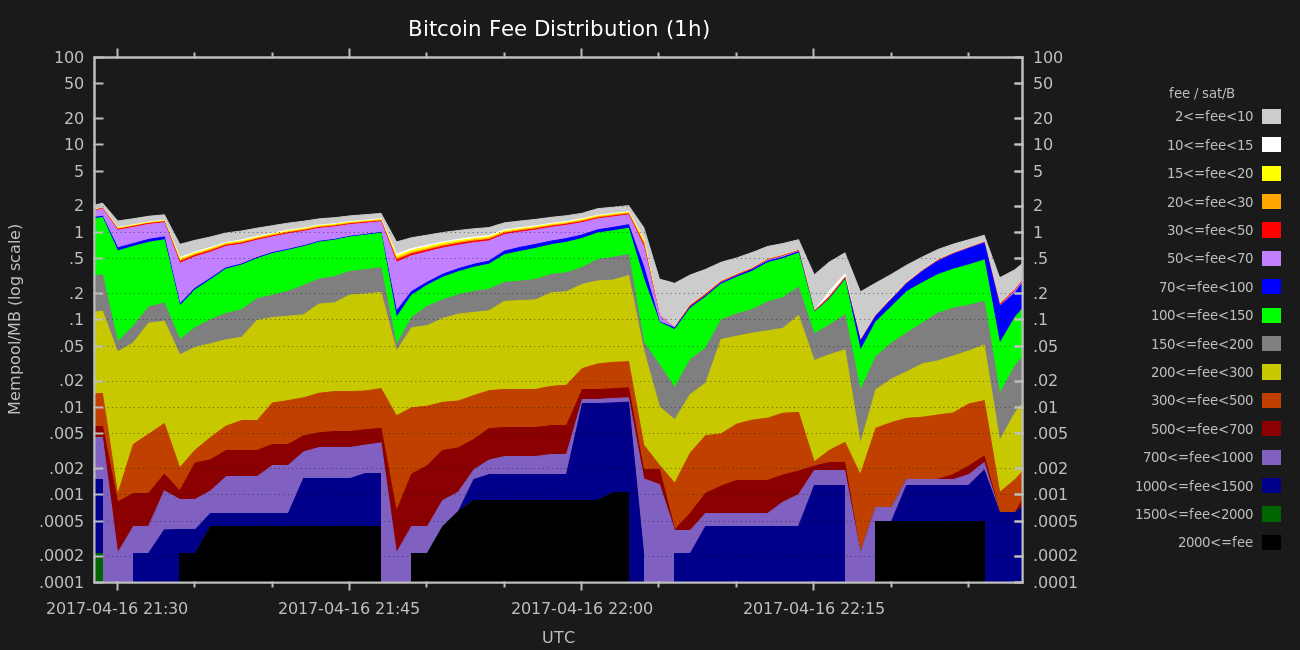 Bitcoin Fee Distribution (1h)
100
50
20
10
5
2
1
.5
.2
.1
.05
.02
.01
.005
.002
.001
.0005
.0002
.0001
Mempool/MB (log scale)
100
50
20
10
5
2
1
.5
.2
.1
.05
.02
.01
.005
.002
.001
.0005
.0002
.0001
2017-04-16 21:30 2017-04-16 21:45 2017-04-16 22:00 2017-04-16 22:15
UTC
fee / sat/B
2<=fee<10
10<=fee<15
15<=fee<20
20<=fee<30
30<=fee<50
50<=fee<70
70<=fee<100
100<=fee<150
150<=fee<200
200<=fee<300
300<=fee<500
500<=fee<700
700<=fee<1000
1000<=fee<1500
1500<=fee<2000
2000<=fee